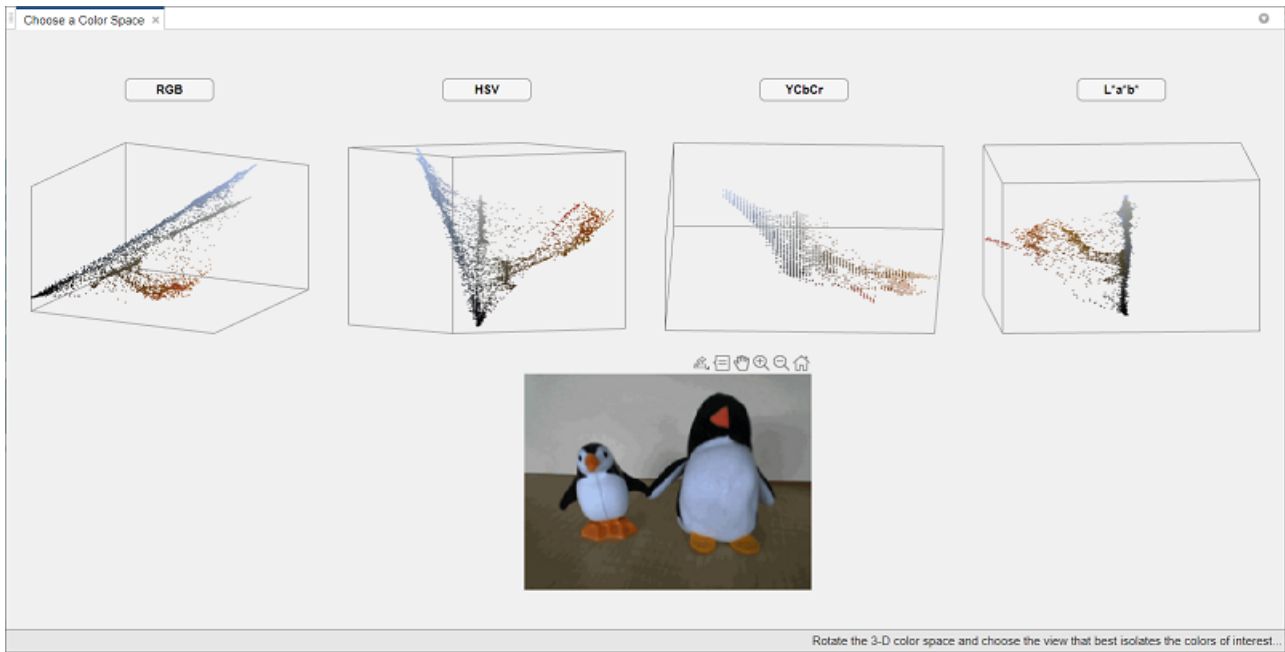 Choose a Color Space
RGB
HSV
YCbCr
L*a*b*
Rotate the 3-D color space and choose the view that best isolates the colors of interest...